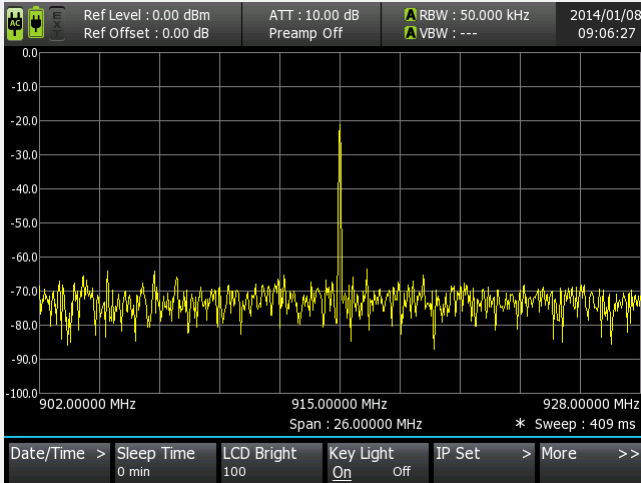 AC
EXT
Ref Level : 0.00 dBm
Ref Offset : 0.00 dB
ATT : 10.00 dB
Preamp Off
A RBW : 50.000 kHz
A VBW : ---
2014/01/08
09:06:27
0.0
-10.0
-20.0
-30.0
-40.0
-50.0
-60.0
-70.0
-80.0
-90.0
-100.0
902.00000 MHz
915.00000 MHz
928.00000 MHz
Span : 26.00000 MHz
* Sweep : 409 ms
Date/Time >
Sleep Time
0 min
LCD Bright
100
Key Light
On Off
IP Set >
More >>